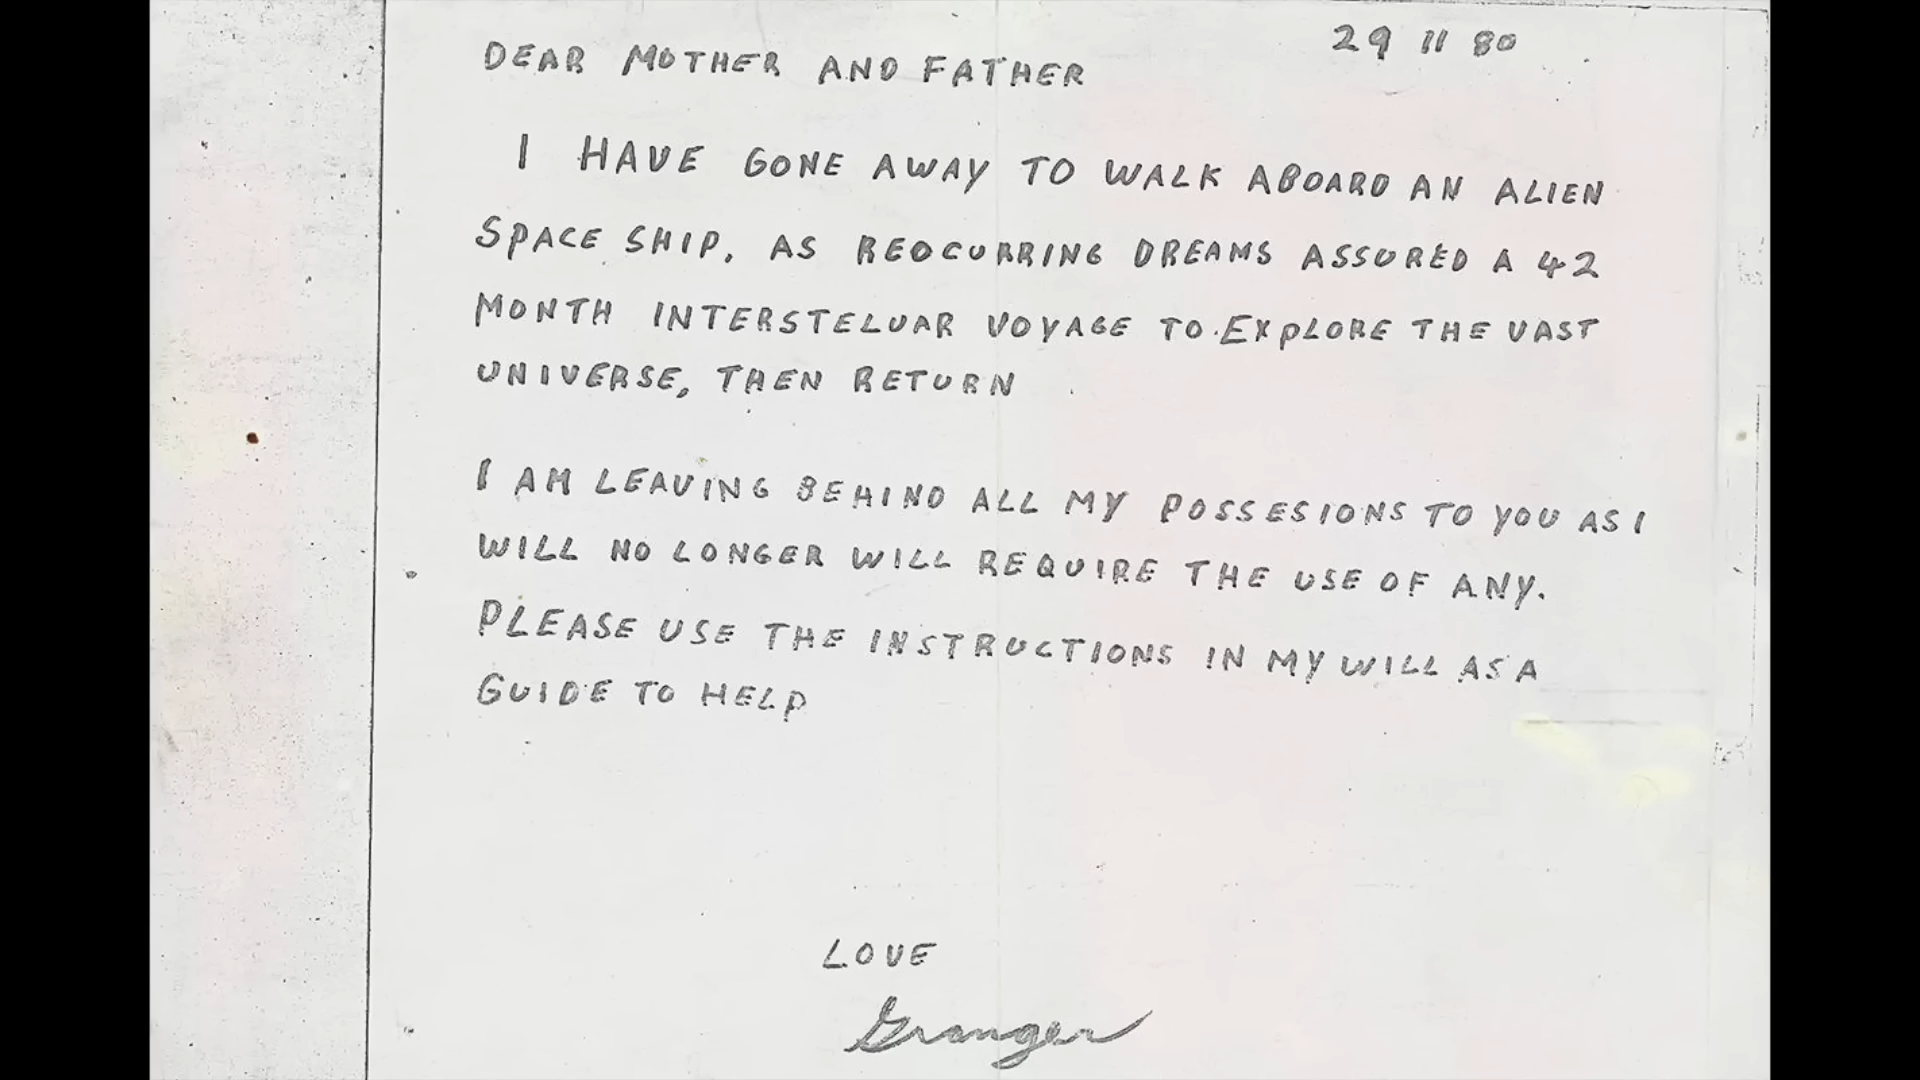 29 11 80
DEAR MOTHER AND FATHER
I HAVE GONE AWAY TO WALK ABOARD AN ALIEN
SPACE SHIP, AS REOCURRING DREAMS ASSURED A 42
MONTH INTERSTELLAR VOYAGE TO EXPLORE THE VAST
UNIVERSE, THEN RETURN
I AM LEAVING BEHIND ALL MY POSSESIONS TO YOU AS I
WILL NO LONGER WILL REQUIRE THE USE OF ANY.
PLEASE USE THE INSTRUCTIONS IN MY WILL AS A
GUIDE TO HELP
LOVE
Granger